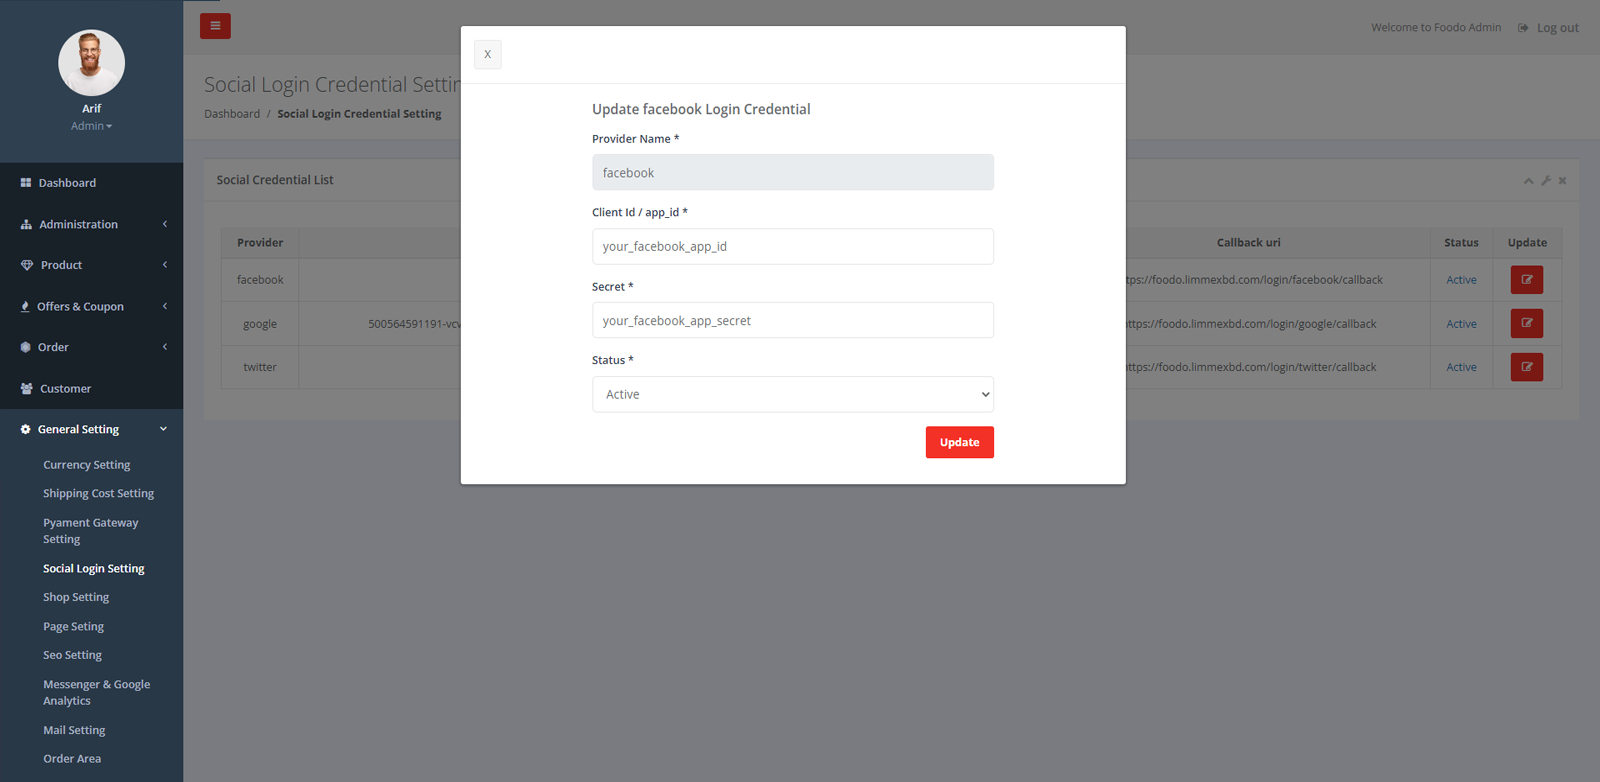 Arif
Admin
Dashboard
Administration
Product
Offers & Coupon
Order
Customer
General Setting
Currency Setting
Shipping Cost Setting
Pyament Gateway
Setting
Social Login Setting
Shop Setting
Page Seting
Seo Setting
Messenger & Google
Analytics
Mail Setting
Order Area
Welcome to Foodo Admin
Log out
Social Login Credential Settin
Dashboard / Social Login Credential Setting
Social Credential List
Provider Callback uri Status Update
facebook ttps://foodo.limmexbd.com/login/facebook/callback Active
google 500564591191-vcv ttps://foodo.limmexbd.com/login/google/callback Active
twitter ttps://foodo.limmexbd.com/login/twitter/callback Active
X
Update facebook Login Credential
Provider Name *
facebook
Client Id / app_id *
your_facebook_app_id
Secret *
your_facebook_app_secret
Status *
Active
Update